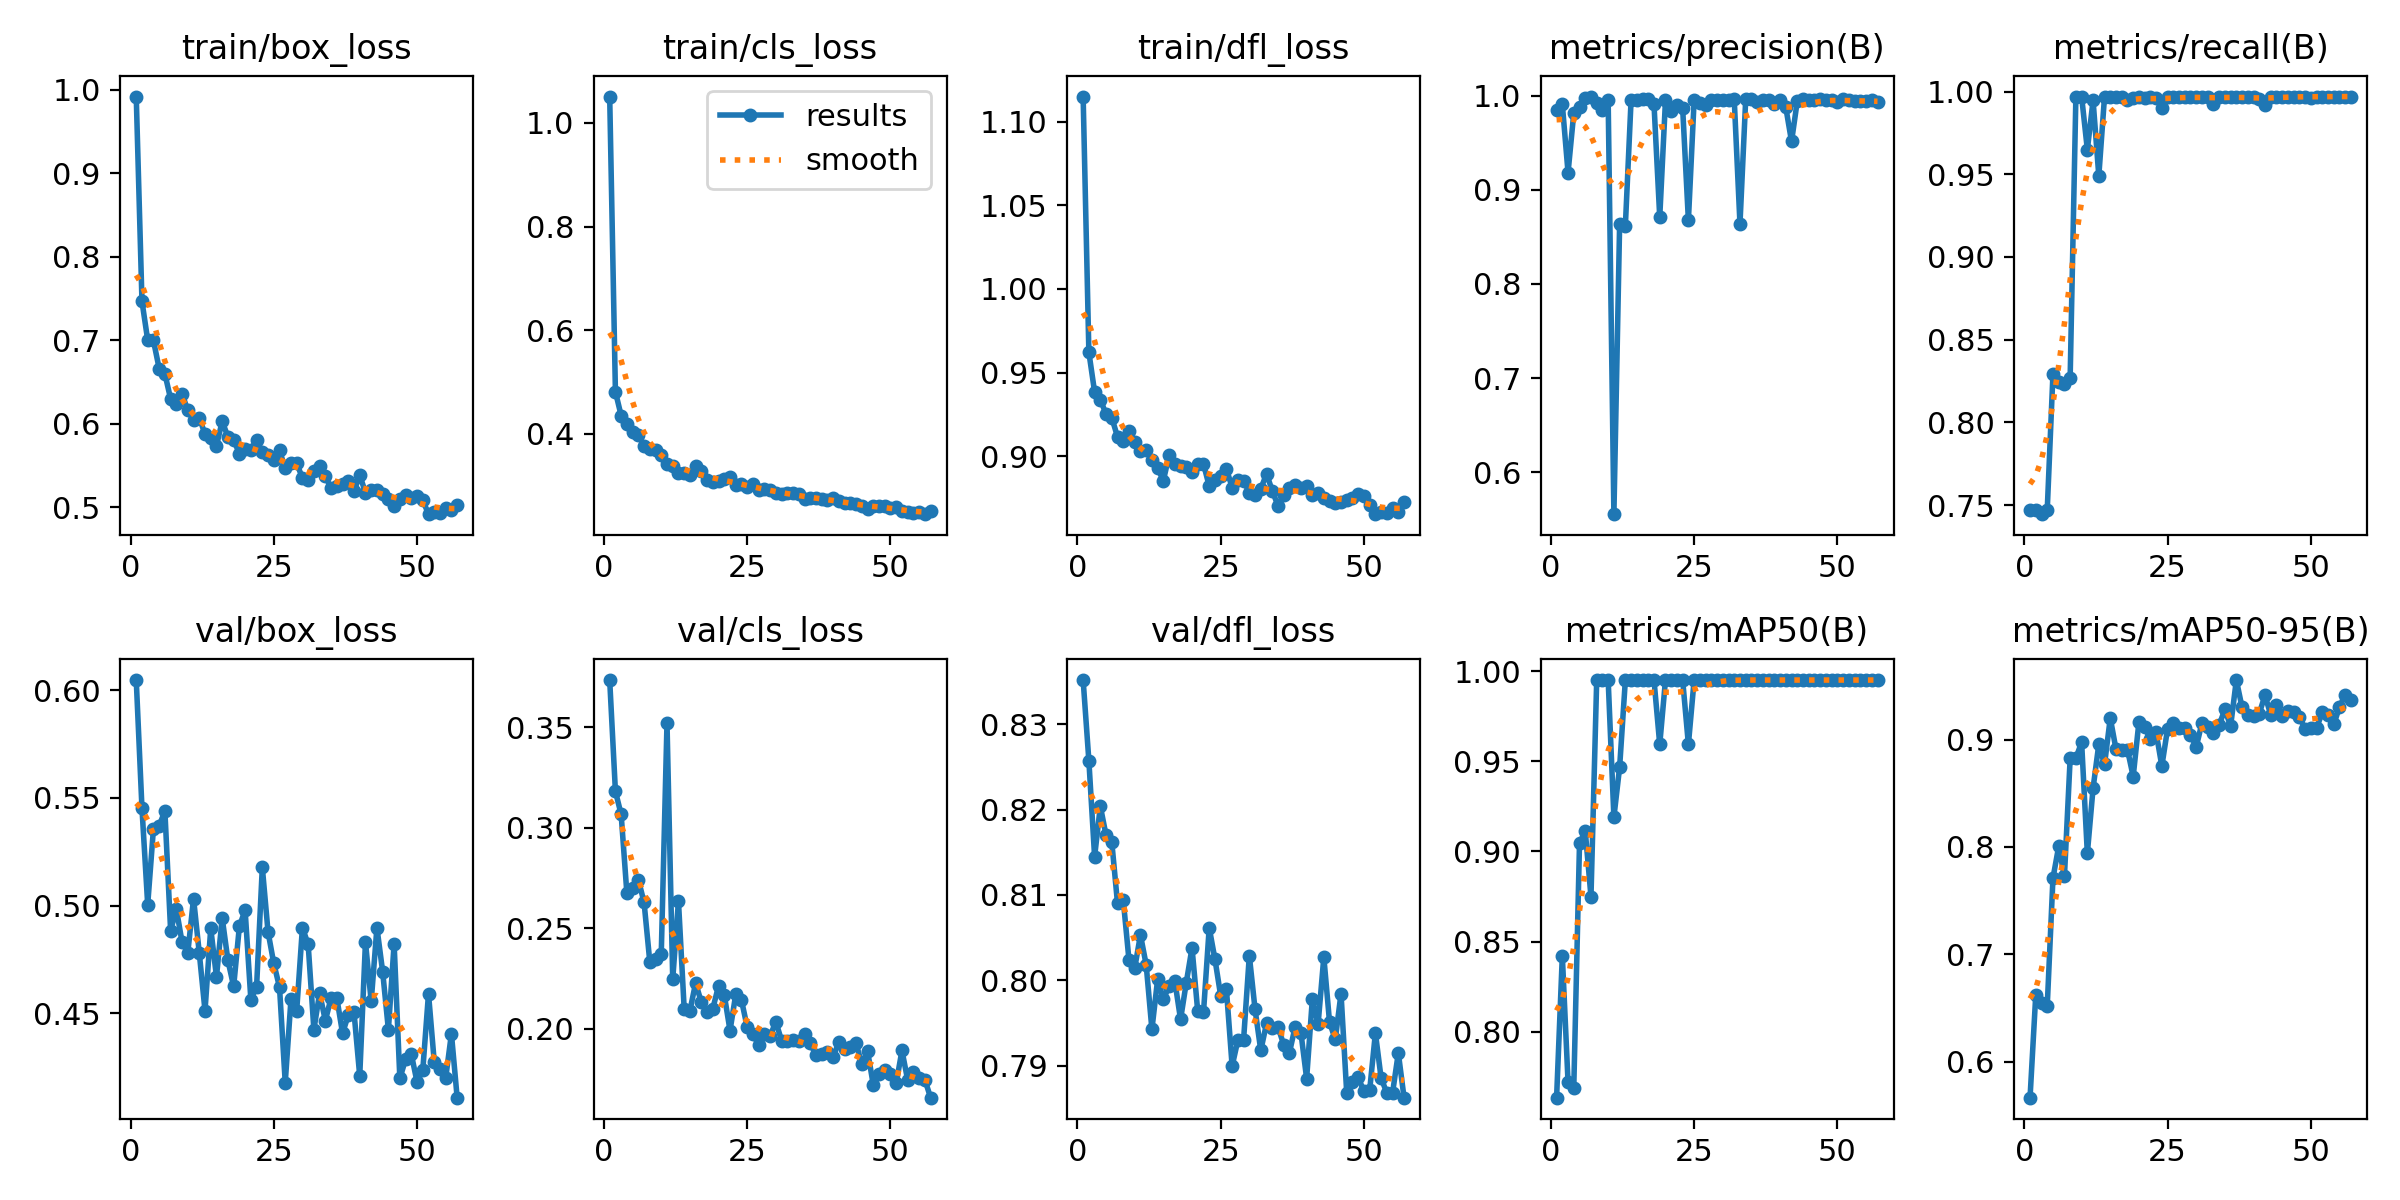 train/box_loss
train/cls_loss
train/dfl_loss
metrics/precision(B)
metrics/recall(B)
1.0
0.9
0.8
0.7
0.6
0.5
0 25 50
1.0
0.8
0.6
0.4
0 25 50
results
smooth
1.10
1.05
1.00
0.95
0.90
0 25 50
1.0
0.9
0.8
0.7
0.6
0 25 50
1.00
0.95
0.90
0.85
0.80
0.75
0 25 50
val/box_loss
val/cls_loss
val/dfl_loss
metrics/mAP50(B)
metrics/mAP50-95(B)
0.60
0.55
0.50
0.45
0 25 50
0.35
0.30
0.25
0.20
0 25 50
0.83
0.82
0.81
0.80
0.79
0 25 50
1.00
0.95
0.90
0.85
0.80
0 25 50
0.9
0.8
0.7
0.6
0 25 50